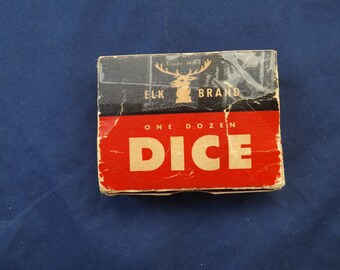 ELK BRAND
ONE DOZEN
DICE